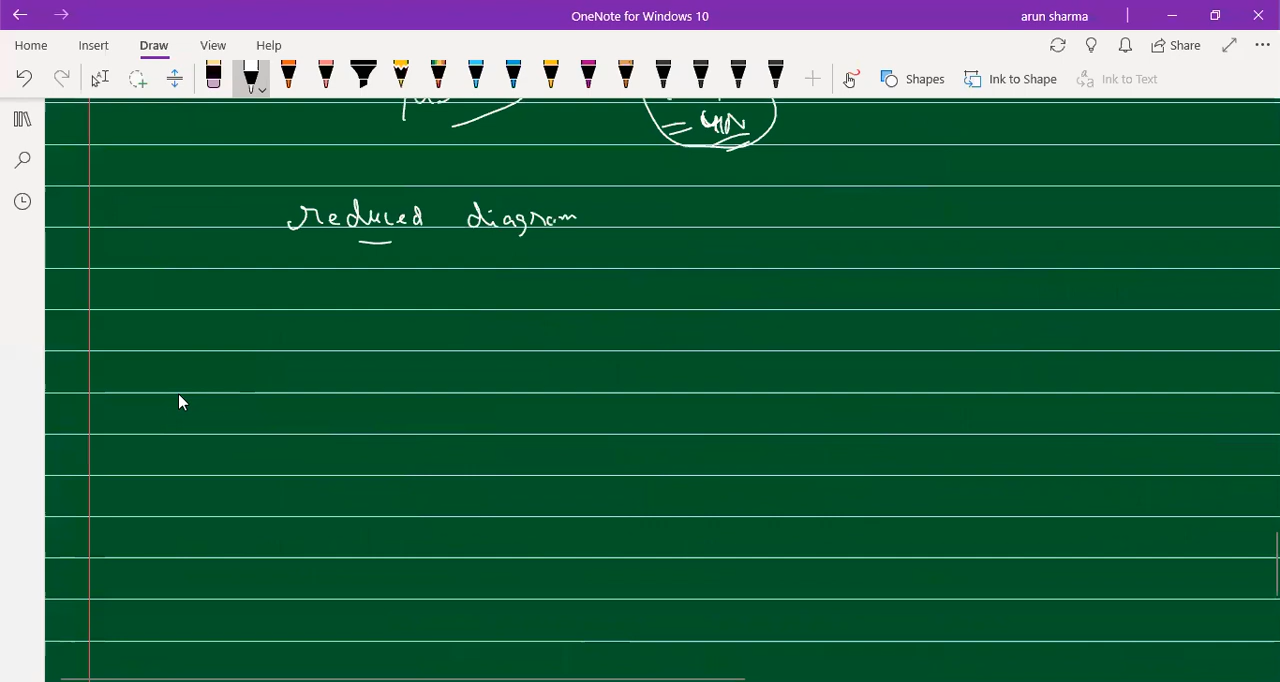 OneNote for Windows 10
arun sharma
Home Insert Draw View Help
Share
Shapes
Ink to Shape
Ink to Text
= 4N
reduced diagram